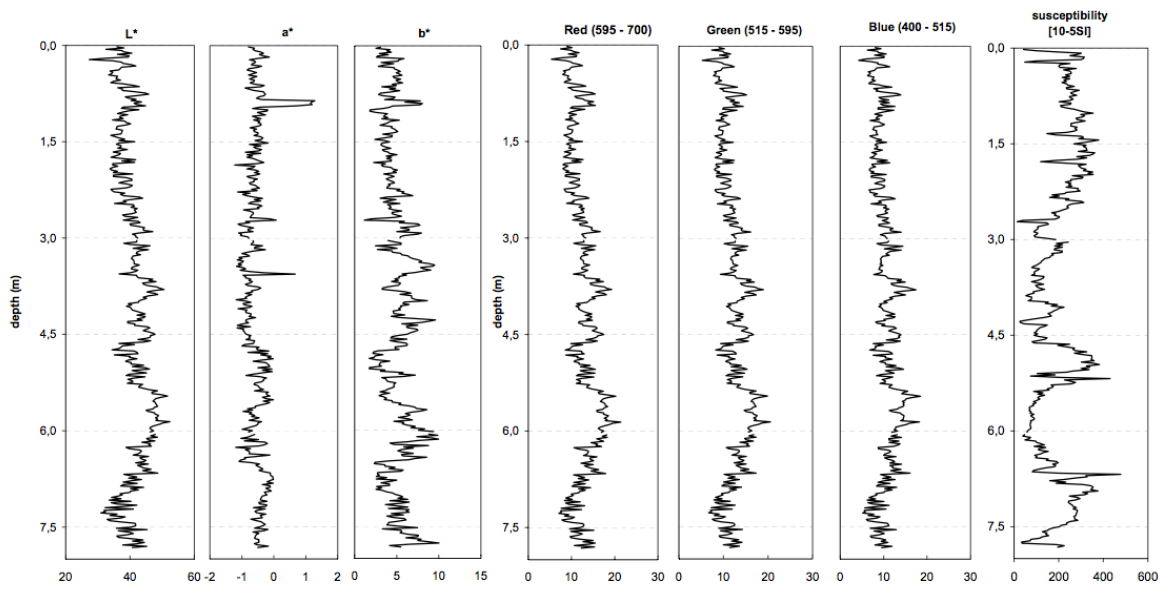 susceptibility
[10-5SI]
L*
a*
b*
Red (595 - 700)
Green (515 - 595)
Blue (400 - 515)
0,0
1,5
3,0
4,5
6,0
7,5
depth (m)
20 40 60
-2 -1 0 1 2
0 5 10 15
0,0
1,5
3,0
4,5
6,0
7,5
depth (m)
0 10 20 30
0 10 20 30
0 10 20 30
0,0
1,5
3,0
4,5
6,0
7,5
0 200 400 600